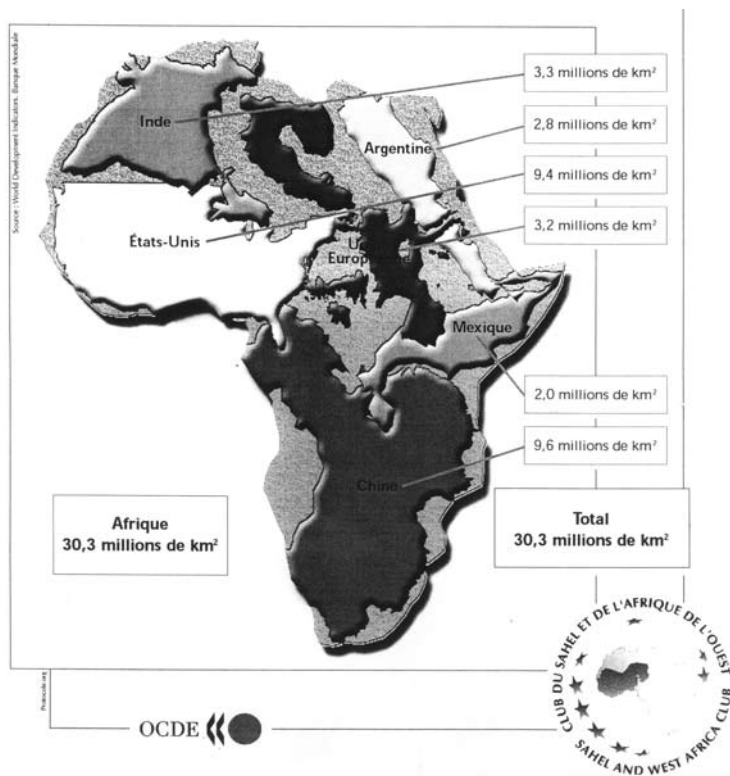 Source : World Development Indicators. Banque Mondiale
Inde
3,3 millions de km²
Argentine
2,8 millions de km²
9,4 millions de km²
États-Unis
3,2 millions de km²
Mexique
2,0 millions de km²
9,6 millions de km²
Chine
Afrique
30,3 millions de km²
Total
30,3 millions de km²
OCDE
CLUB DU SAHEL ET DE L'AFRIQUE DE L'OUEST
SAHEL AND WEST AFRICA CLUB